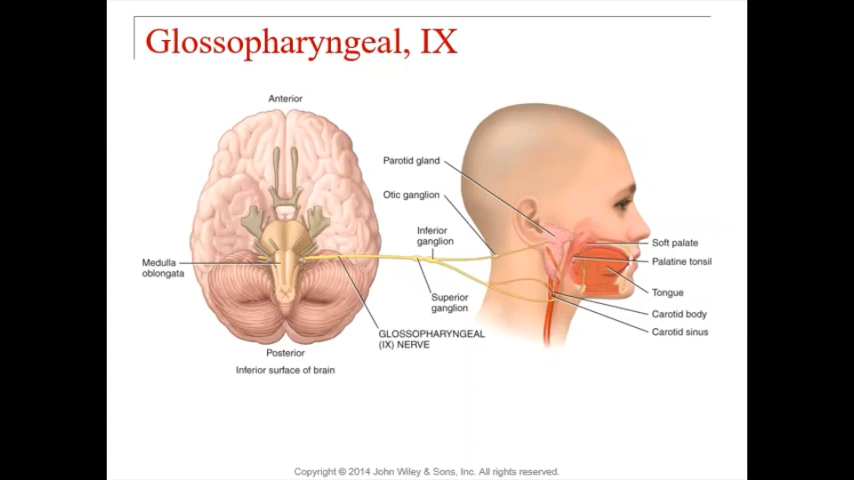 Glossopharyngeal, IX
Anterior
Parotid gland
Otic ganglion
Inferior
ganglion
Medulla
oblongata
Superior
ganglion
GLOSSOPHARYNGEAL
(IX) NERVE
Soft palate
Palatine tonsil
Tongue
Carotid body
Carotid sinus
Posterior
Inferior surface of brain
Copyright © 2014 John Wiley & Sons, Inc. All rights reserved.